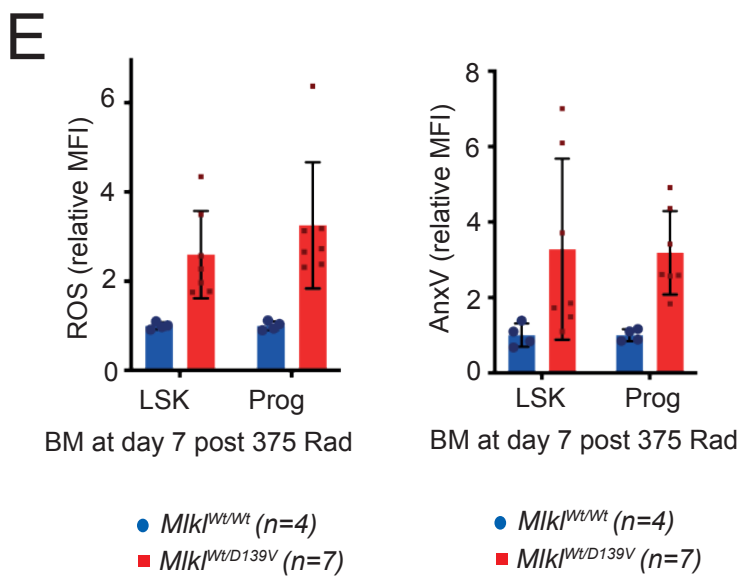 E
ROS (relative MFI)
6
4
2
0
LSK Prog
BM at day 7 post 375 Rad
Mlkl^Wt/Wt (n=4)
Mlkl^Wt/D139V (n=7)
AnxV (relative MFI)
8
6
4
2
0
LSK Prog
BM at day 7 post 375 Rad
Mlkl^Wt/Wt (n=4)
Mlkl^Wt/D139V (n=7)